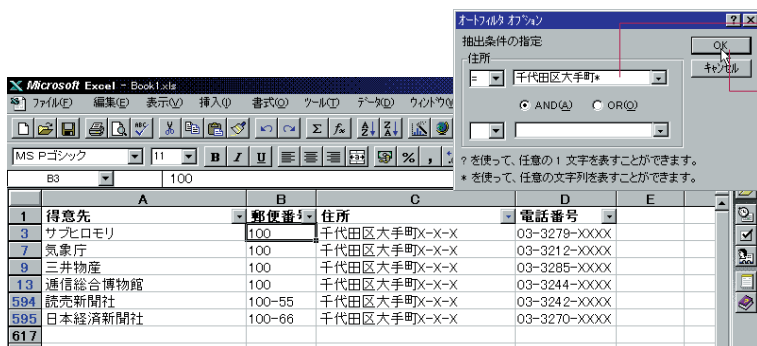 オートフィルタ オプション
抽出条件の指定
住所
= 千代田区大手町*
AND(A) OR(O)
OK
キャンセル
? を使って、任意の 1 文字を表すことができます。
* を使って、任意の文字列を表すことができます。
Microsoft Excel - Book1.xls
ファイル(F) 編集(E) 表示(V) 挿入(I) 書式(O) ツール(T) データ(D) ウィンドウ(W
MS Pゴシック 11 B I U % ,
B3 100
A B C D E
1 得意先 郵便番号 住所 電話番号
3 サブヒロモリ 100 千代田区大手町X-X-X 03-3279-XXXX
7 気象庁 100 千代田区大手町X-X-X 03-3212-XXXX
9 三井物産 100 千代田区大手町X-X-X 03-3285-XXXX
13 逓信総合博物館 100 千代田区大手町X-X-X 03-3244-XXXX
594 読売新聞社 100-55 千代田区大手町X-X-X 03-3242-XXXX
595 日本経済新聞社 100-66 千代田区大手町X-X-X 03-3270-XXXX
617